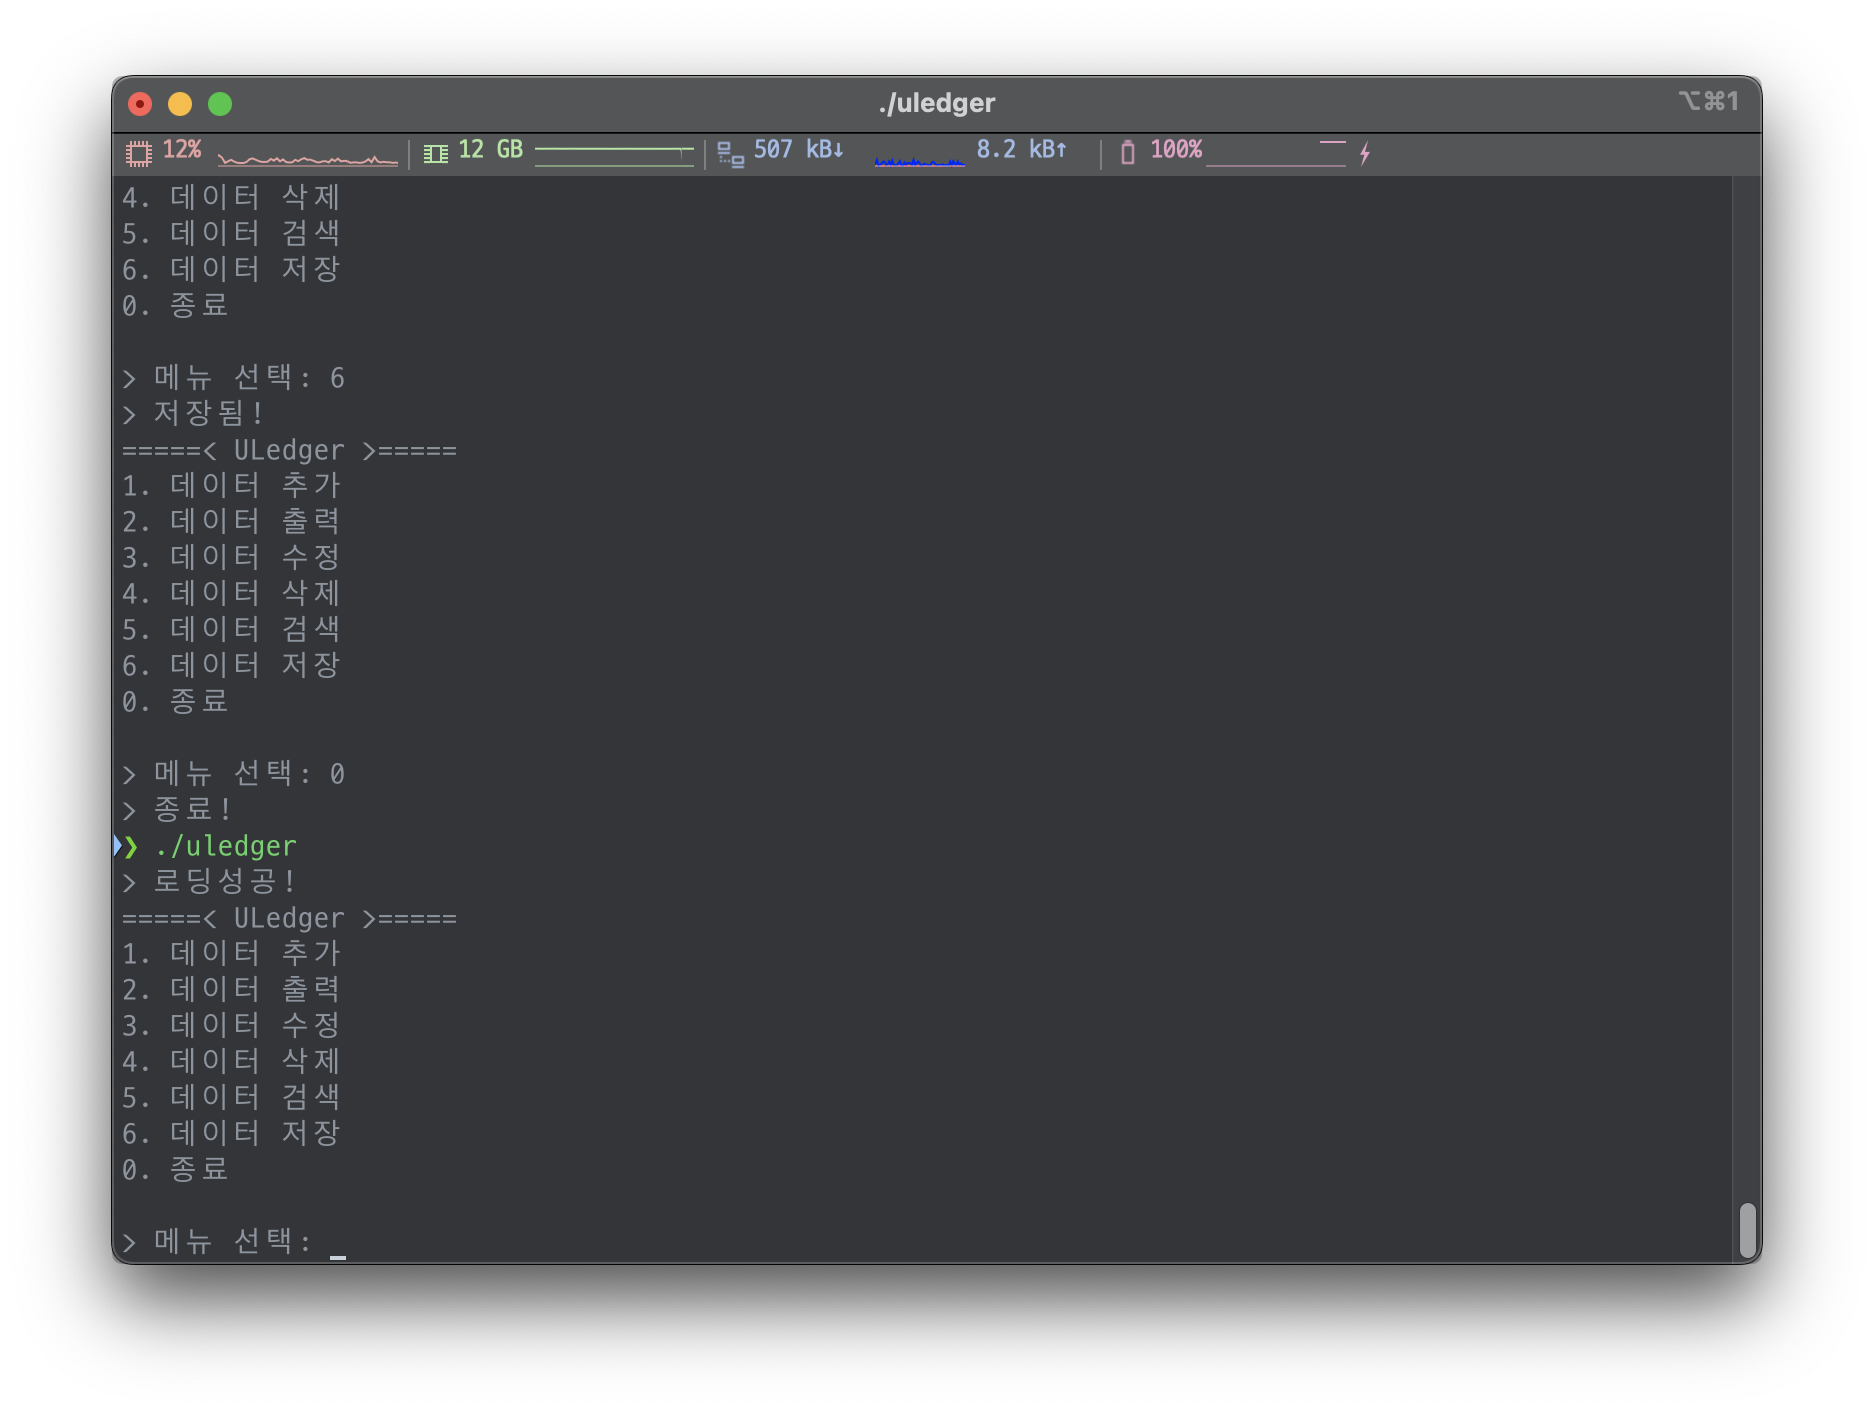 ./uledger
⌥⌘1
12% 12 GB 507 kB↓ 8.2 kB↑ 100%
4. 데이터 삭제
5. 데이터 검색
6. 데이터 저장
0. 종료
> 메뉴 선택: 6
> 저장됨!
=====< ULedger >=====
1. 데이터 추가
2. 데이터 출력
3. 데이터 수정
4. 데이터 삭제
5. 데이터 검색
6. 데이터 저장
0. 종료
> 메뉴 선택: 0
> 종료!
❯ ./uledger
> 로딩성공!
=====< ULedger >=====
1. 데이터 추가
2. 데이터 출력
3. 데이터 수정
4. 데이터 삭제
5. 데이터 검색
6. 데이터 저장
0. 종료
> 메뉴 선택: _